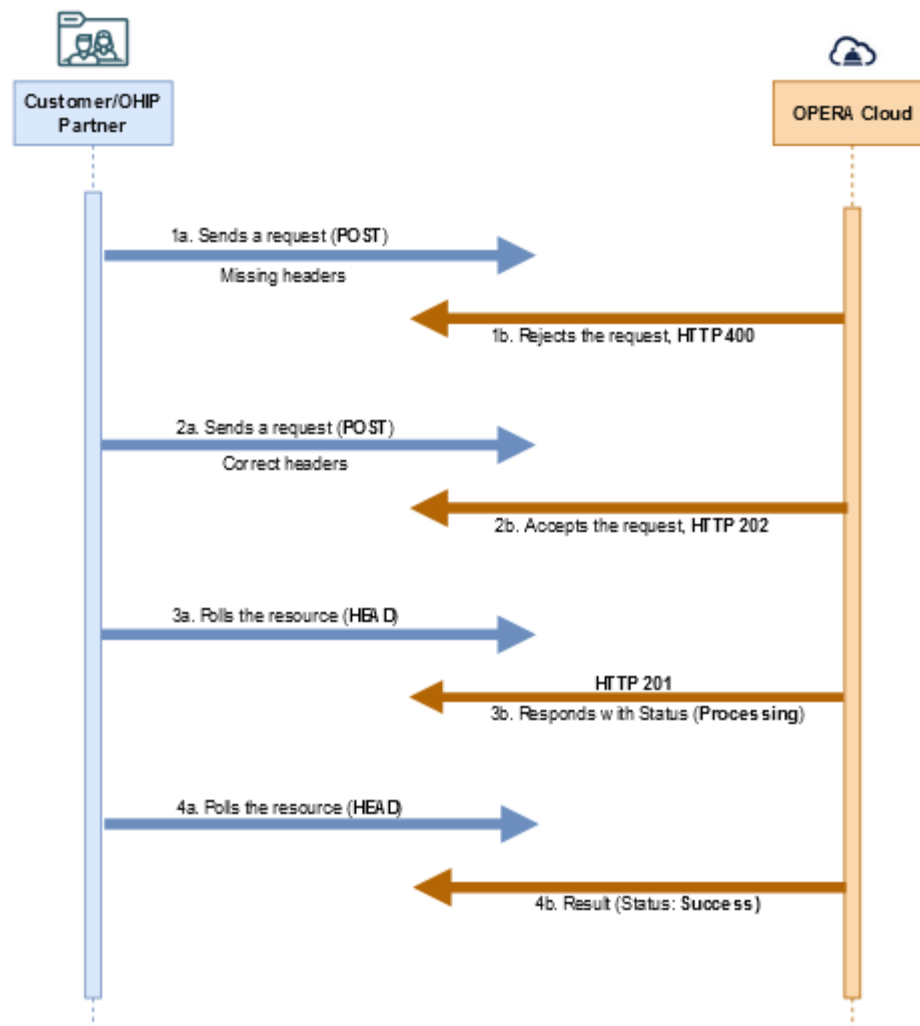 Customer/OHIP
Partner
OPERA Cloud
1a. Sends a request (POST)
Missing headers
1b. Rejects the request, HTTP 400
2a. Sends a request (POST)
Correct headers
2b. Accepts the request, HTTP 202
3a. Polls the resource (HEAD)
HTTP 201
3b. Responds with Status (Processing)
4a. Polls the resource (HEAD)
4b. Result (Status: Success)